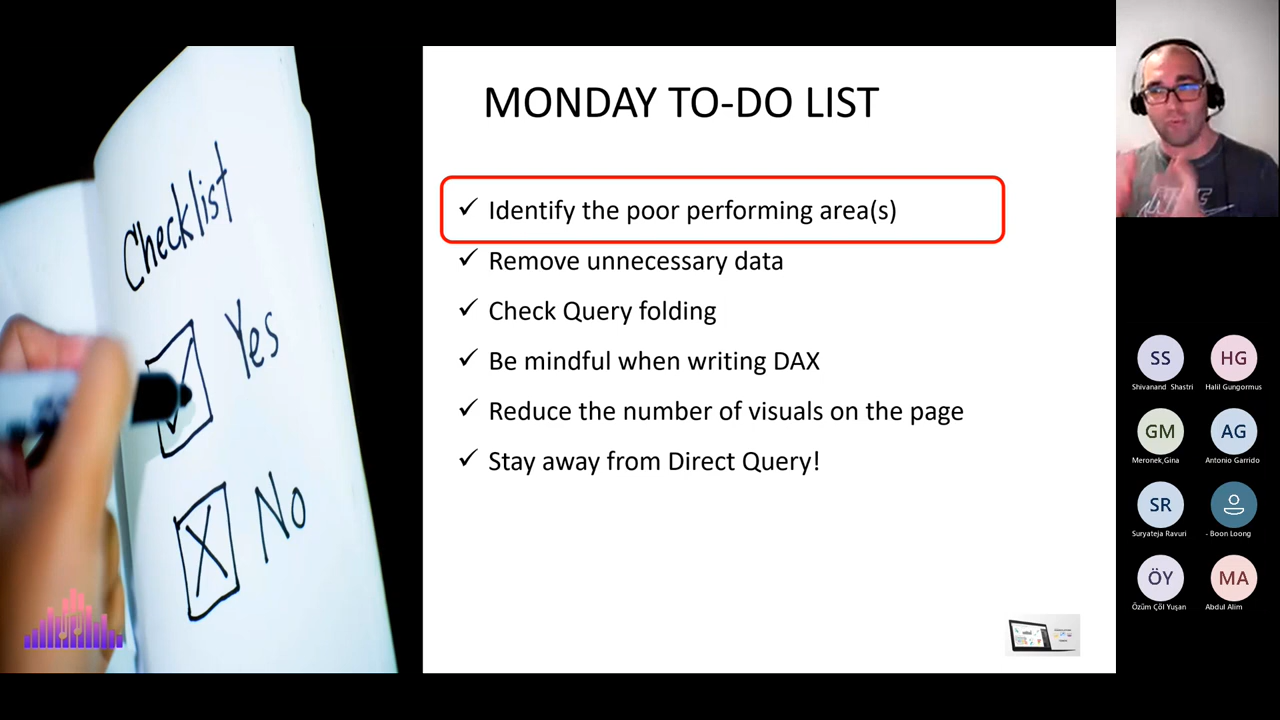 Checklist
Yes
No
MONDAY TO-DO LIST
✓ Identify the poor performing area(s)
✓ Remove unnecessary data
✓ Check Query folding
✓ Be mindful when writing DAX
✓ Reduce the number of visuals on the page
✓ Stay away from Direct Query!
NIKE
SS
HG
Shivanand Shastri
Halil Gungormus
GM
AG
Meronek,Gina
Antonio Garrido
SR
Suryateja Ravuri
- Boon Loong
ÖY
MA
Özüm Çöl Yuşan
Abdul Alim